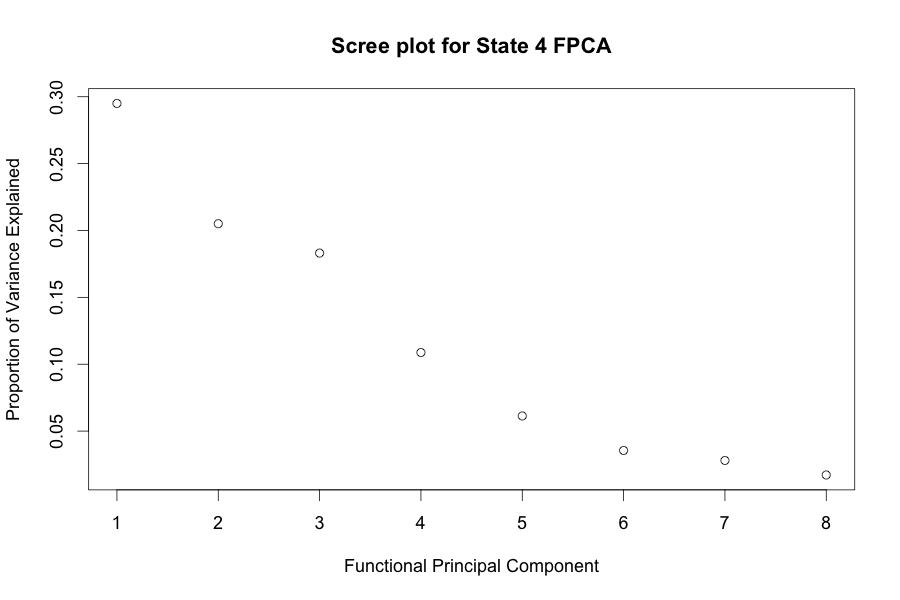 Scree plot for State 4 FPCA
Proportion of Variance Explained
0.30
0.25
0.20
0.15
0.10
0.05
1 2 3 4 5 6 7 8
Functional Principal Component